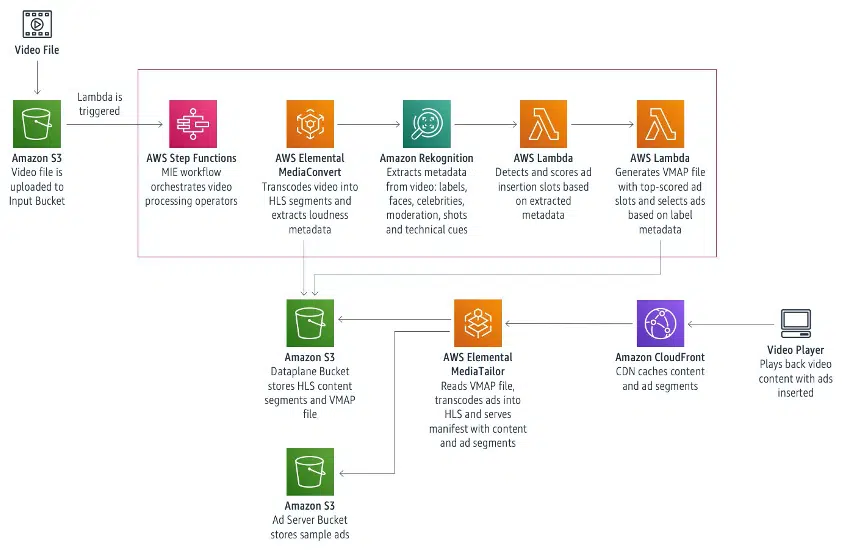 Video File
Lambda is
triggered
Amazon S3
Video file is
uploaded to
Input Bucket
AWS Step Functions
MIE workflow
orchestrates video
processing operators
AWS Elemental
MediaConvert
Transcodes video into
HLS segments and
extracts loudness
metadata
Amazon Rekognition
Extracts metadata
from video: labels,
faces, celebrities,
moderation, shots
and technical cues
AWS Lambda
Detects and scores ad
insertion slots based
on extracted
metadata
AWS Lambda
Generates VMAP file
with top-scored ad
slots and selects ads
based on label
metadata
Amazon S3
Dataplane Bucket
stores HLS content
segments and VMAP
file
AWS Elemental
MediaTailor
Reads VMAP file,
transcodes ads into
HLS and serves
manifest with content
and ad segments
Amazon CloudFront
CDN caches content
and ad segments
Video Player
Plays back video
content with ads
inserted
Amazon S3
Ad Server Bucket
stores sample ads